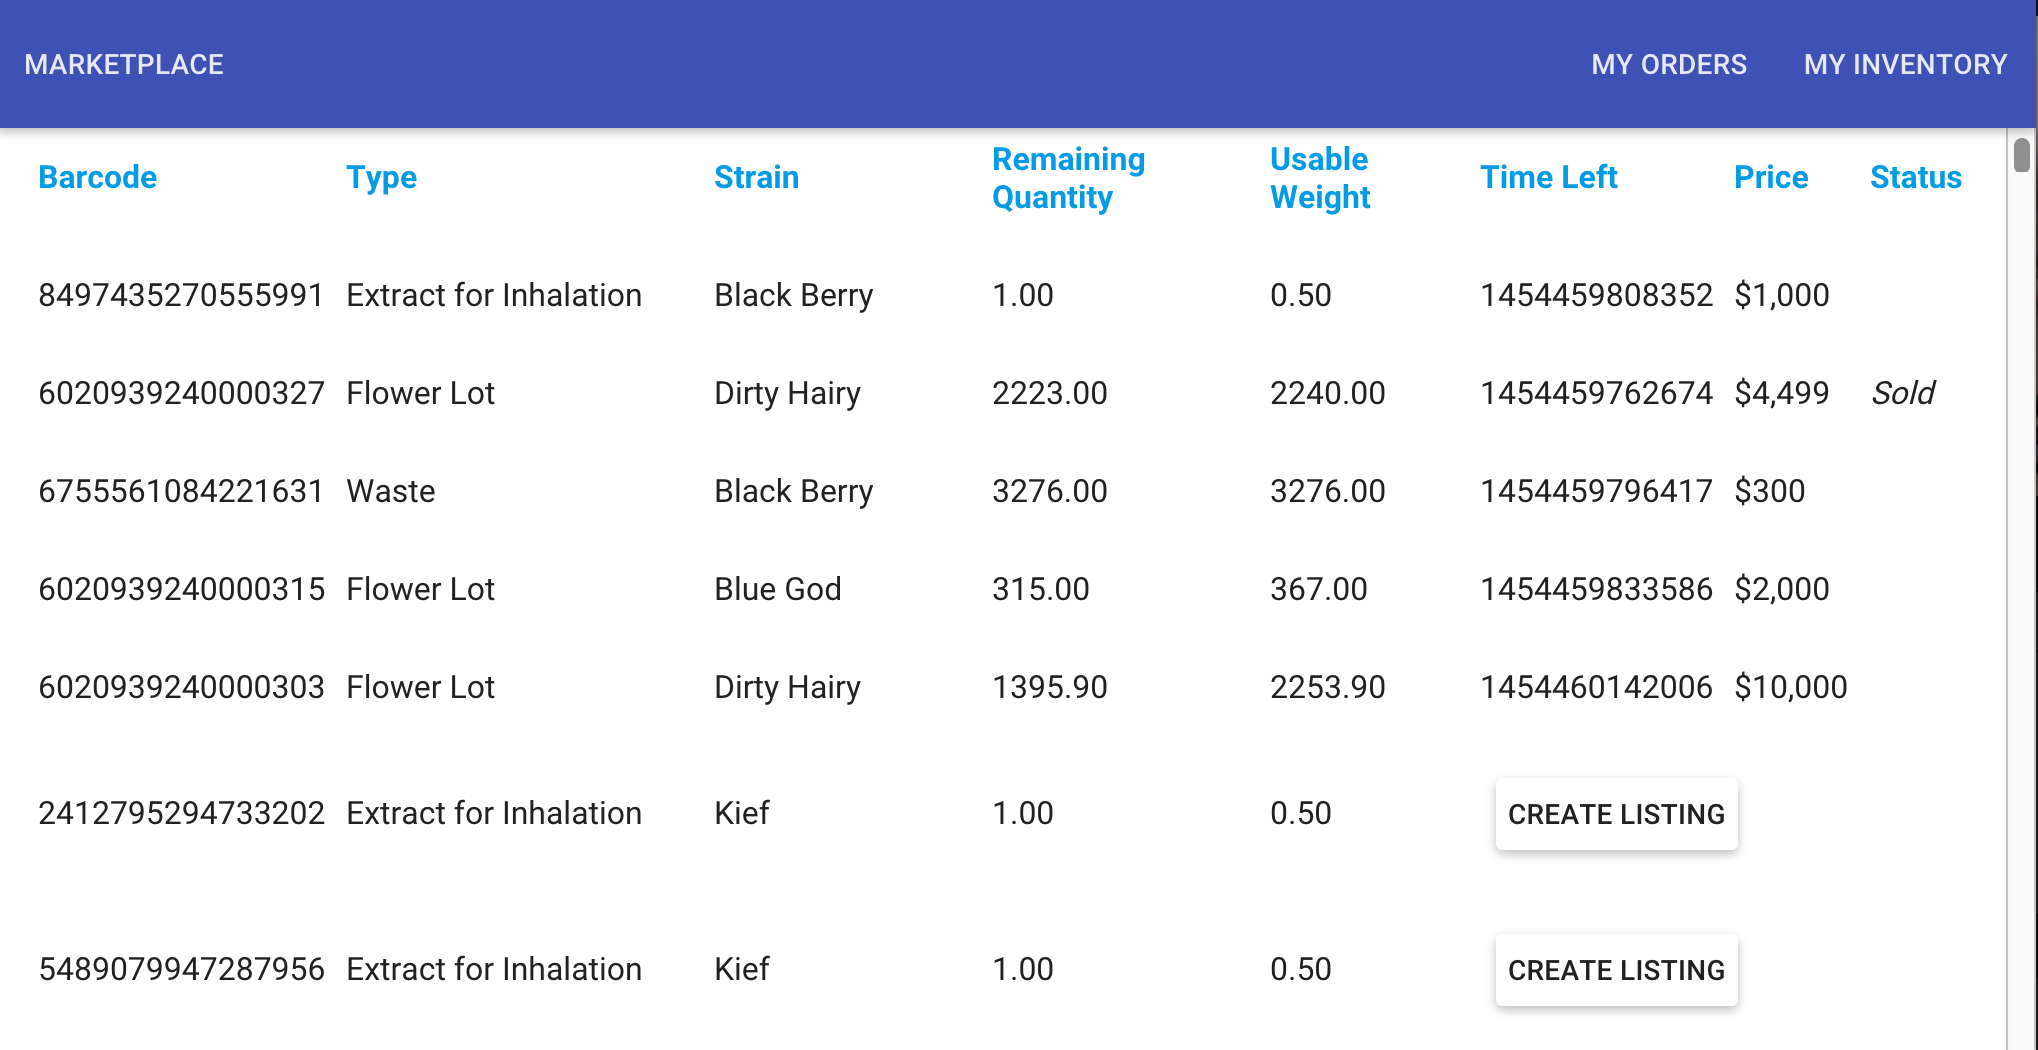 MARKETPLACE MY ORDERS MY INVENTORY
Barcode Type Strain Remaining Quantity Usable Weight Time Left Price Status
8497435270555991 Extract for Inhalation Black Berry 1.00 0.50 1454459808352 $1,000
6020939240000327 Flower Lot Dirty Hairy 2223.00 2240.00 1454459762674 $4,499 Sold
6755561084221631 Waste Black Berry 3276.00 3276.00 1454459796417 $300
6020939240000315 Flower Lot Blue God 315.00 367.00 1454459833586 $2,000
6020939240000303 Flower Lot Dirty Hairy 1395.90 2253.90 1454460142006 $10,000
2412795294733202 Extract for Inhalation Kief 1.00 0.50 CREATE LISTING
5489079947287956 Extract for Inhalation Kief 1.00 0.50 CREATE LISTING